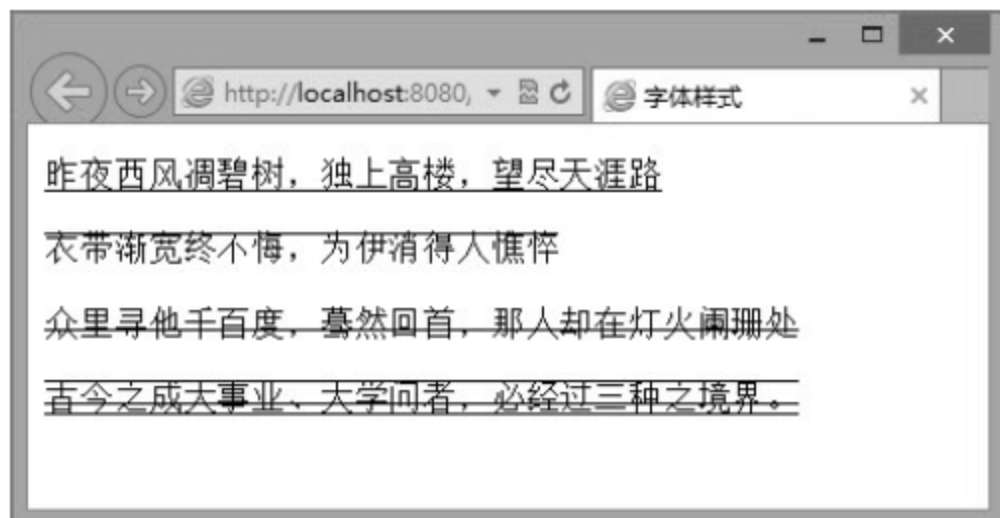 http://localhost:8080,
字体样式
昨夜西风凋碧树，独上高楼，望尽天涯路
衣带渐宽终不悔，为伊消得人憔悴
众里寻他千百度，蓦然回首，那人却在灯火阑珊处
古今之成大事业、大学问者，必经过三种之境界。